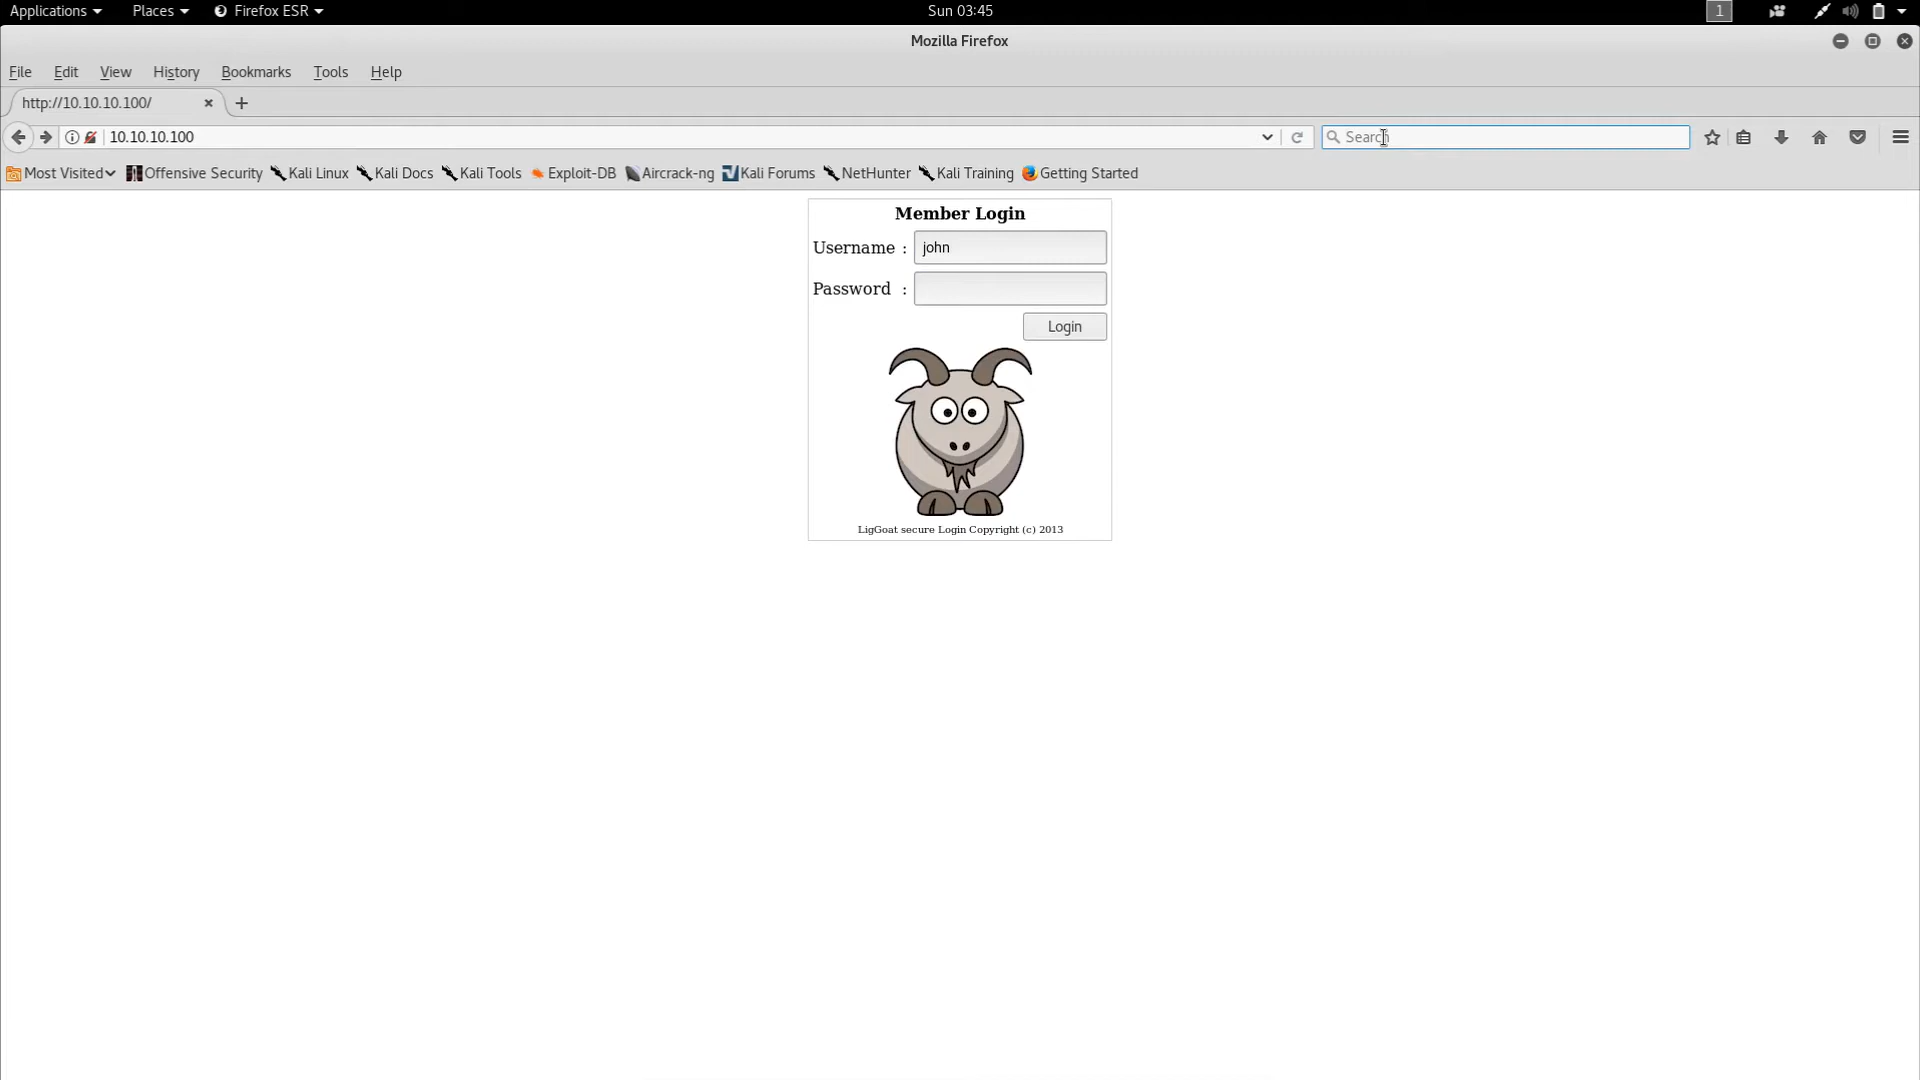 Applications Places Firefox ESR Sun 03:45 1
Mozilla Firefox
File Edit View History Bookmarks Tools Help
http://10.10.10.100/
10.10.10.100 Search
Most Visited Offensive Security Kali Linux Kali Docs Kali Tools Exploit-DB Aircrack-ng Kali Forums NetHunter Kali Training Getting Started
Member Login
Username : john
Password :
Login
LigGoat secure Login Copyright (c) 2013